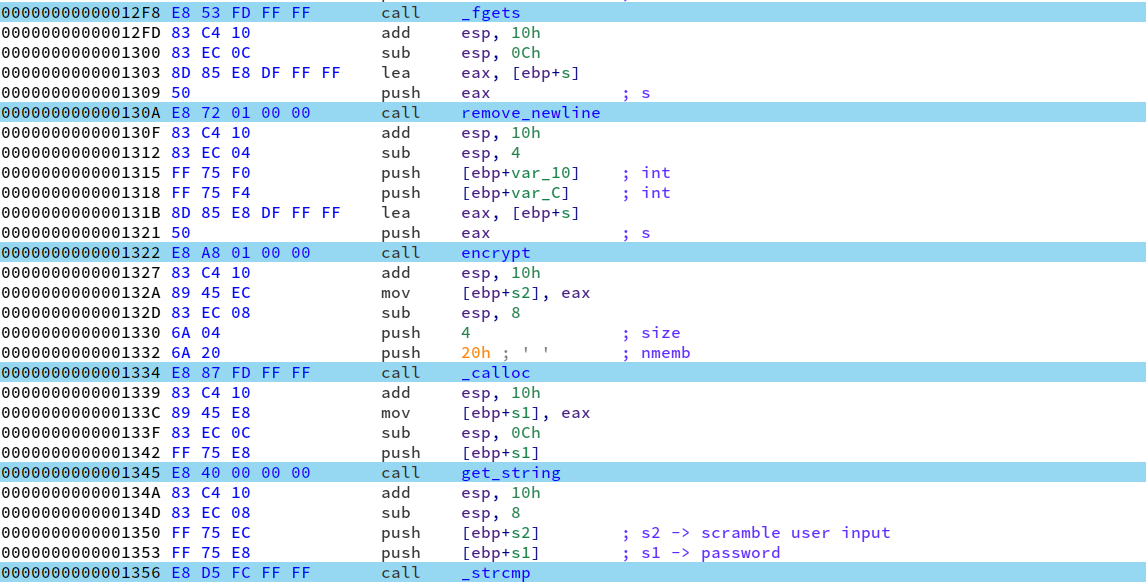 00000000000012F8 E8 53 FD FF FF call _fgets
00000000000012FD 83 C4 10 add esp, 10h
0000000000001300 83 EC 0C sub esp, 0Ch
0000000000001303 8D 85 E8 DF FF FF lea eax, [ebp+s]
0000000000001309 50 push eax ; s
000000000000130A E8 72 01 00 00 call remove_newline
000000000000130F 83 C4 10 add esp, 10h
0000000000001312 83 EC 04 sub esp, 4
0000000000001315 FF 75 F0 push [ebp+var_10] ; int
0000000000001318 FF 75 F4 push [ebp+var_C] ; int
000000000000131B 8D 85 E8 DF FF FF lea eax, [ebp+s]
0000000000001321 50 push eax ; s
0000000000001322 E8 A8 01 00 00 call encrypt
0000000000001327 83 C4 10 add esp, 10h
000000000000132A 89 45 EC mov [ebp+s2], eax
000000000000132D 83 EC 08 sub esp, 8
0000000000001330 6A 04 push 4 ; size
0000000000001332 6A 20 push 20h ; ' ' ; nmemb
0000000000001334 E8 87 FD FF FF call _calloc
0000000000001339 83 C4 10 add esp, 10h
000000000000133C 89 45 E8 mov [ebp+s1], eax
000000000000133F 83 EC 0C sub esp, 0Ch
0000000000001342 FF 75 E8 push [ebp+s1]
0000000000001345 E8 40 00 00 00 call get_string
000000000000134A 83 C4 10 add esp, 10h
000000000000134D 83 EC 08 sub esp, 8
0000000000001350 FF 75 EC push [ebp+s2] ; s2 -> scramble user input
0000000000001353 FF 75 E8 push [ebp+s1] ; s1 -> password
0000000000001356 E8 D5 FC FF FF call _strcmp